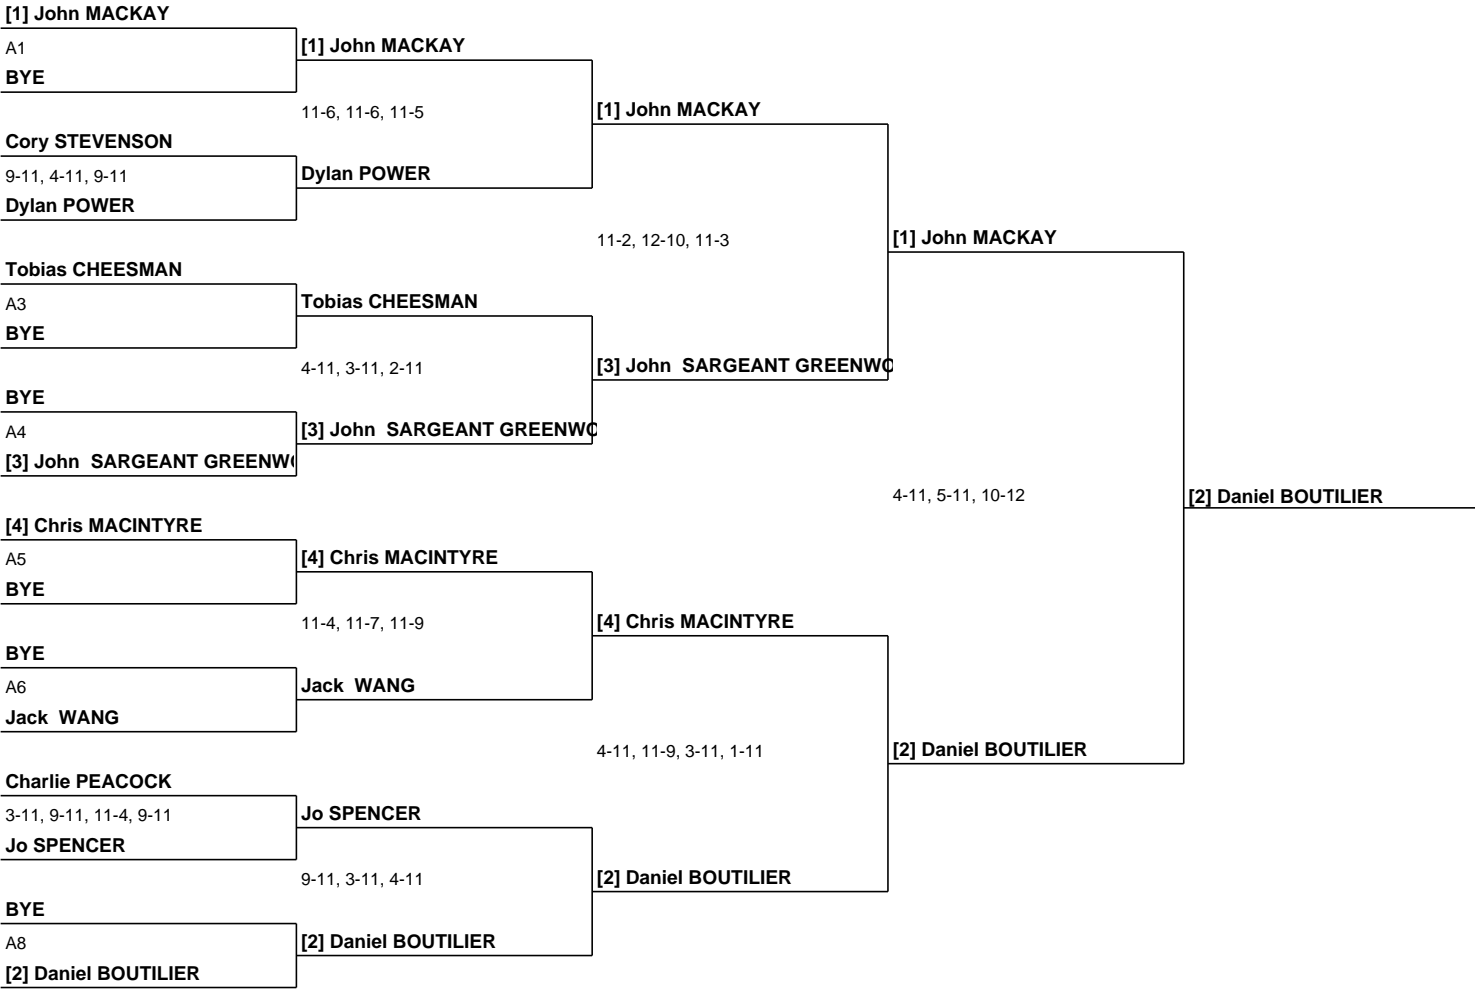 [1] John MACKAY
A1
BYE
Cory STEVENSON
9-11, 4-11, 9-11
Dylan POWER
Tobias CHEESMAN
A3
BYE
BYE
A4
[3] John  SARGEANT GREENW
[4] Chris MACINTYRE
A5
BYE
BYE
A6
Jack  WANG
Charlie PEACOCK
3-11, 9-11, 11-4, 9-11
Jo SPENCER
BYE
A8
[2] Daniel BOUTILIER
[1] John MACKAY
11-6, 11-6, 11-5
Dylan POWER
Tobias CHEESMAN
4-11, 3-11, 2-11
[3] John  SARGEANT GREENWO
[4] Chris MACINTYRE
11-4, 11-7, 11-9
Jack  WANG
Jo SPENCER
9-11, 3-11, 4-11
[2] Daniel BOUTILIER
[1] John MACKAY
11-2, 12-10, 11-3
[3] John  SARGEANT GREENWO
[4] Chris MACINTYRE
4-11, 11-9, 3-11, 1-11
[2] Daniel BOUTILIER
[1] John MACKAY
4-11, 5-11, 10-12
[2] Daniel BOUTILIER
[2] Daniel BOUTILIER